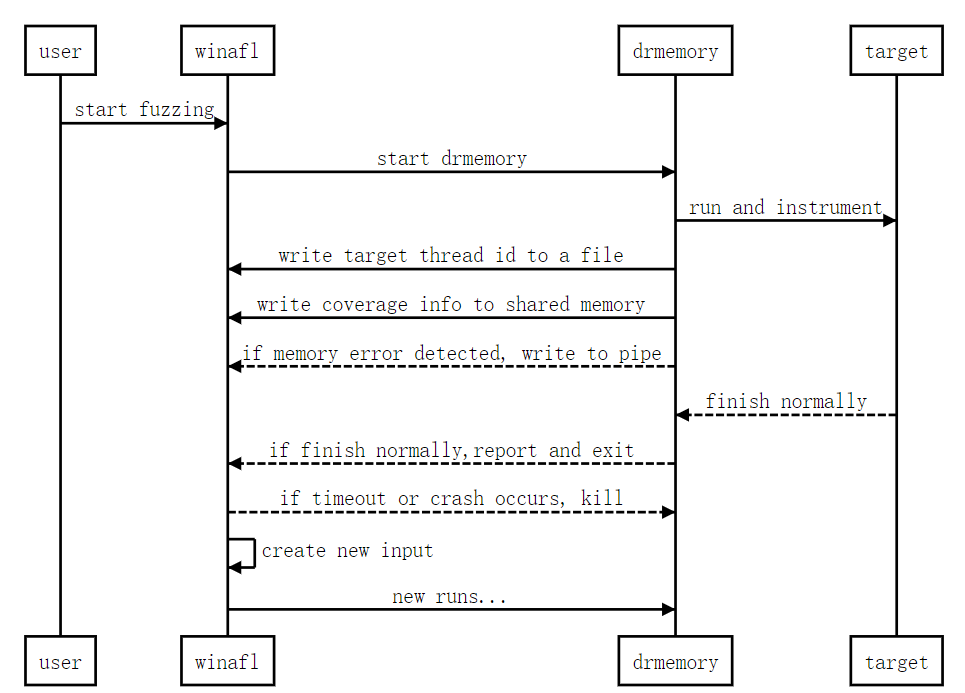 user winafl drmemory target
start fuzzing
start drmemory
run and instrument
write target thread id to a file
write coverage info to shared memory
if memory error detected, write to pipe
finish normally
if finish normally,report and exit
if timeout or crash occurs, kill
create new input
new runs...
user winafl drmemory target